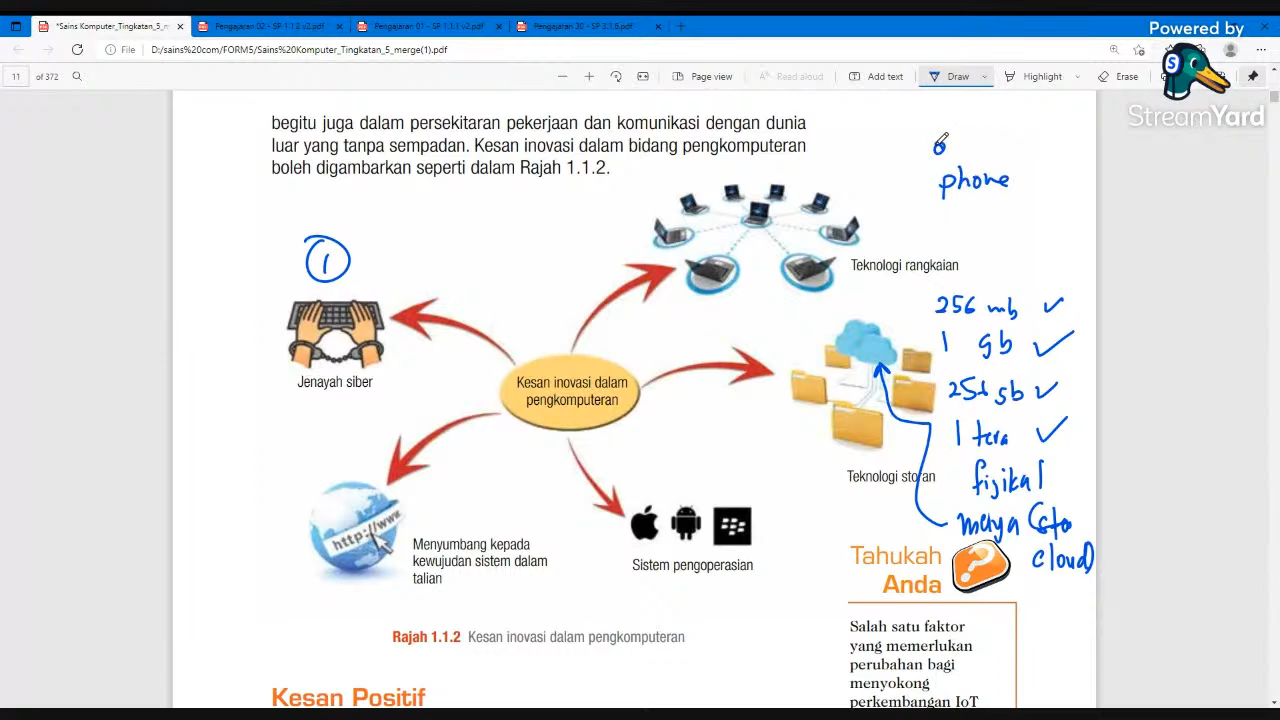 *Sains Komputer_Tingkatan_5_m
Pengajaran 02 - SP 1.1.2 v2.pdf
Pengajaran 01 - SP 1.1.1 v2.pdf
Pengajaran 30 - SP 3.1.6.pdf
Powered by
File
D:/sains%20com/FORM5/Sains%20Komputer_Tingkatan_5_merge(1).pdf
11 of 372
Page view
Read aloud
Add text
Draw
Highlight
Erase
S
StreamYard
begitu juga dalam persekitaran pekerjaan dan komunikasi dengan dunia
luar yang tanpa sempadan. Kesan inovasi dalam bidang pengkomputeran
boleh digambarkan seperti dalam Rajah 1.1.2.
phone
1
Teknologi rangkaian
256 mb ✓
1 gb ✓
256 gb ✓
1 tera ✓
fizikal
maya (sto
cloud)
Jenayah siber
Kesan inovasi dalam
pengkomputeran
Teknologi storan
http://www
Menyumbang kepada
kewujudan sistem dalam
talian
Sistem pengoperasian
Rajah 1.1.2 Kesan inovasi dalam pengkomputeran
Kesan Positif
Tahukah
Anda
?
Salah satu faktor
yang memerlukan
perubahan bagi
menyokong
perkembangan IoT